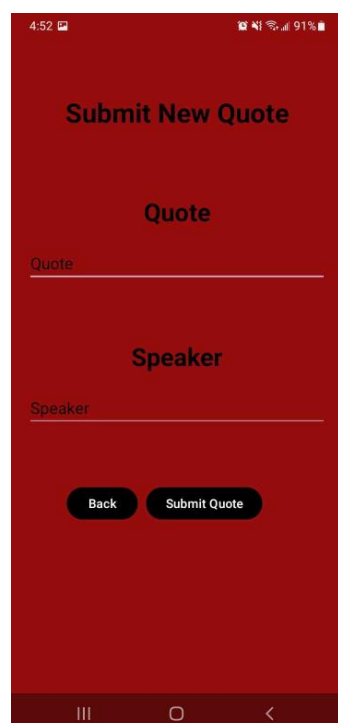 4:52 91%
Submit New Quote
Quote
Quote
Speaker
Speaker
Back Submit Quote